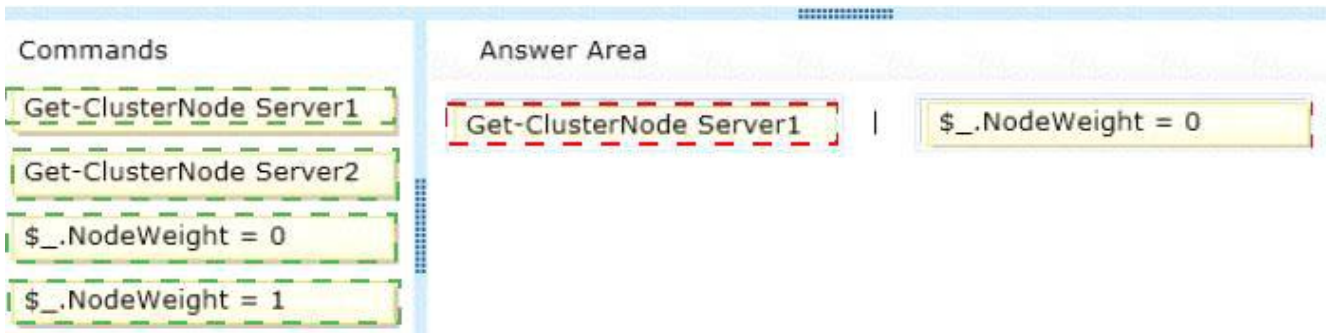 Commands
Get-ClusterNode Server1
Get-ClusterNode Server2
$_.NodeWeight = 0
$_.NodeWeight = 1
Answer Area
Get-ClusterNode Server1 | $_.NodeWeight = 0